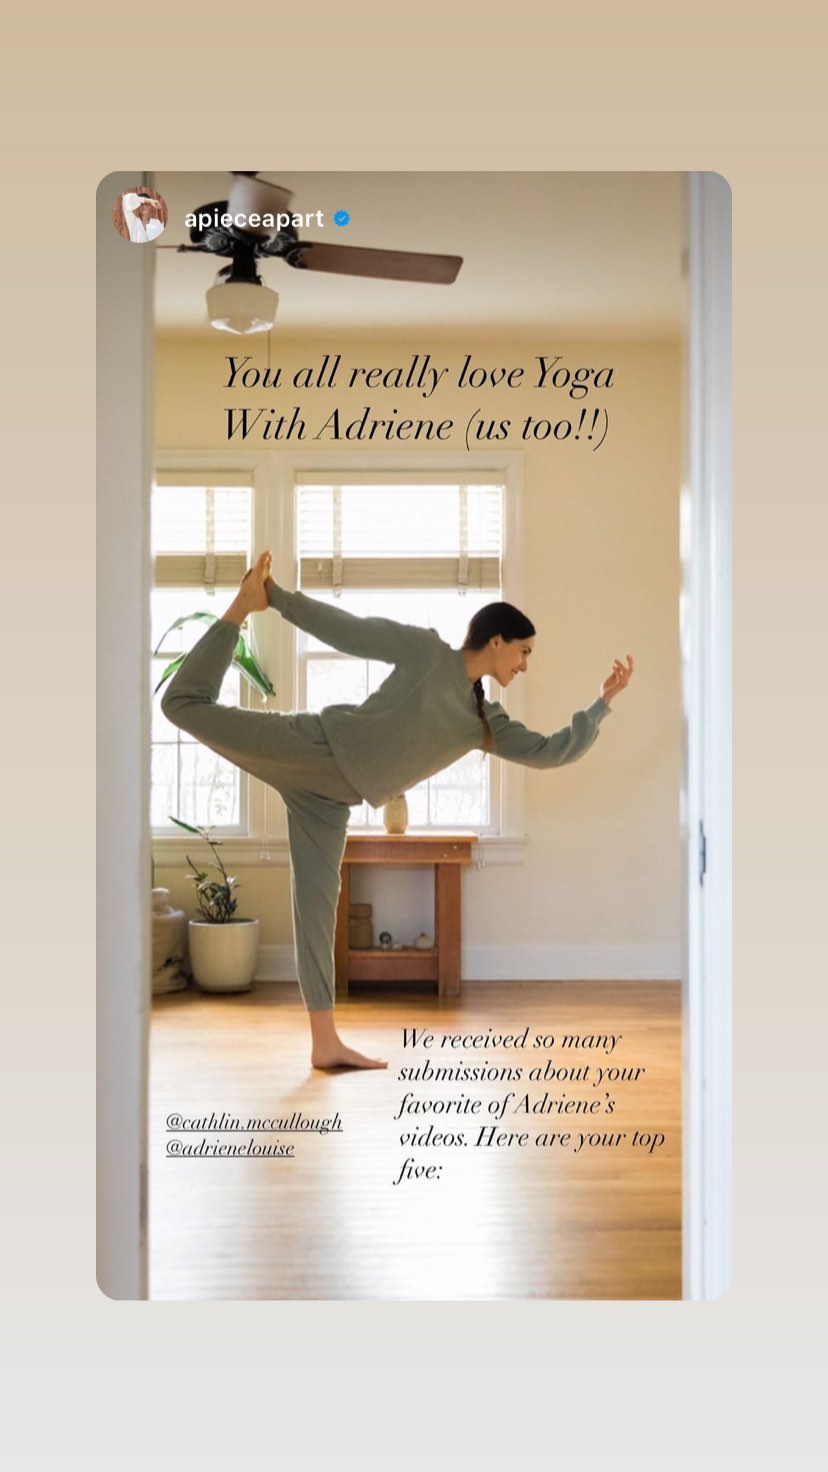 apieceapart
You all really love Yoga
With Adriene (us too!!)
We received so many
submissions about your
favorite of Adriene's
videos. Here are your top
five:
@cathlin.mccullough
@adrienelouise